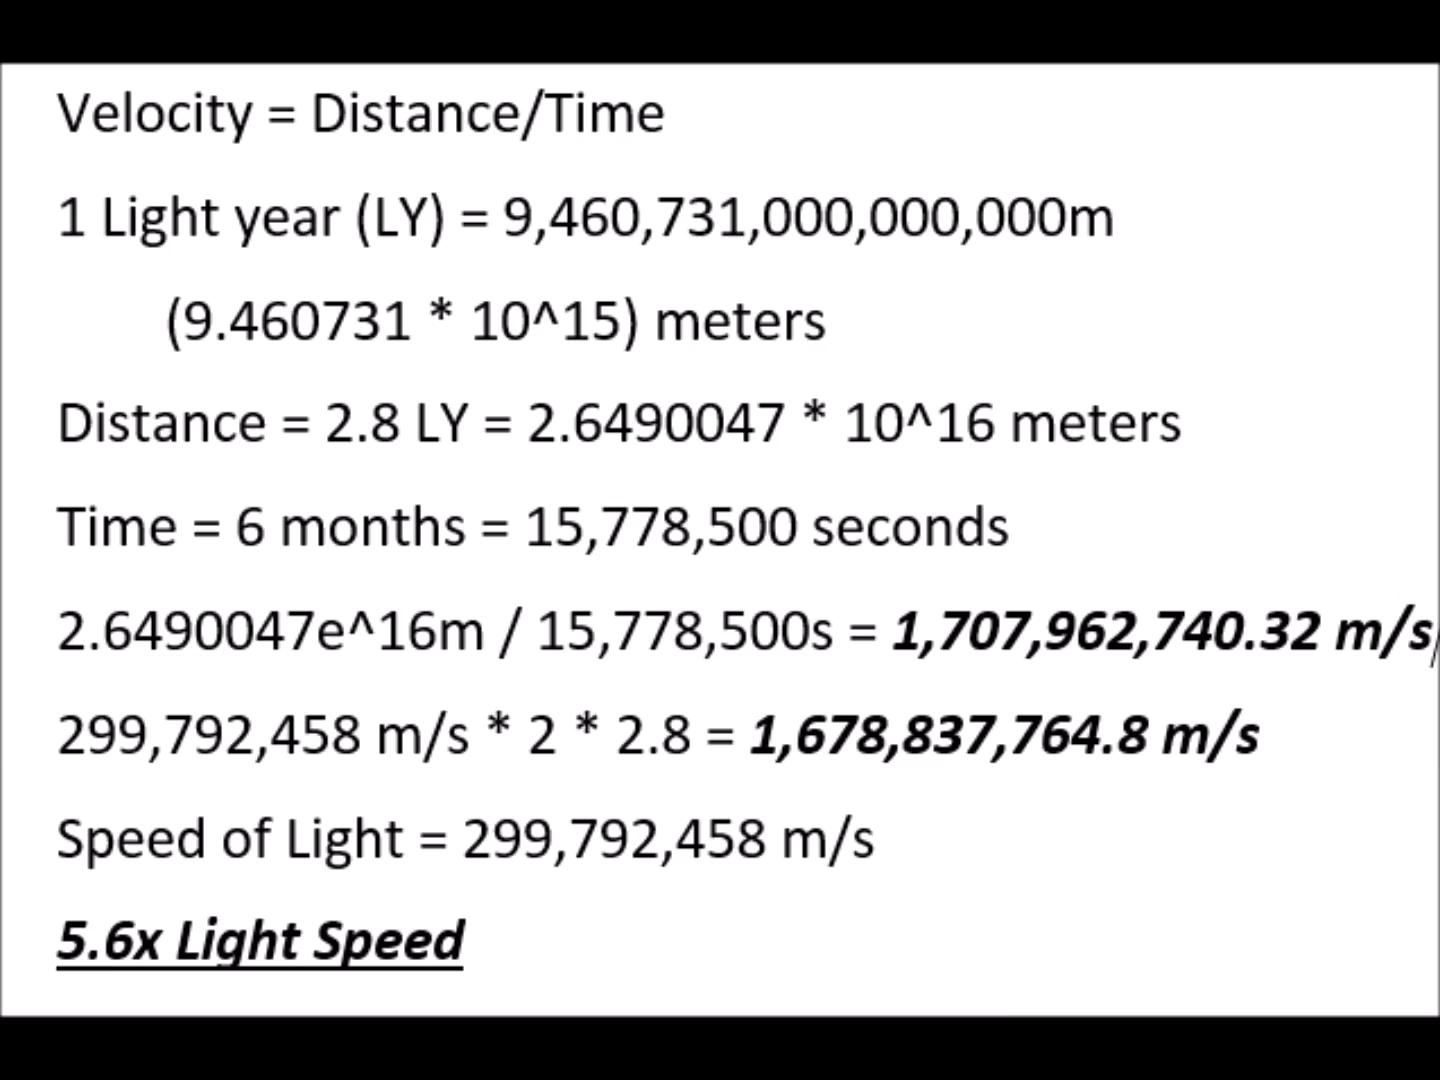 Velocity = Distance/Time
1 Light year (LY) = 9,460,731,000,000,000m
(9.460731 * 10^15) meters
Distance = 2.8 LY = 2.6490047 * 10^16 meters
Time = 6 months = 15,778,500 seconds
2.6490047e^16m / 15,778,500s = 1,707,962,740.32 m/s
299,792,458 m/s * 2 * 2.8 = 1,678,837,764.8 m/s
Speed of Light = 299,792,458 m/s
5.6x Light Speed